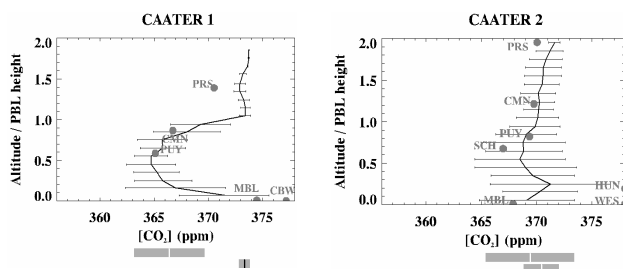 CAATER 1
CAATER 2
Altitude / PBL height
2.0
1.5
1.0
0.5
0.0
PRS
CMN
PUY
MBL
CBW
360
365
370
375
[CO2] (ppm)
Altitude / PBL height
2.0
1.5
1.0
0.5
0.0
PRS
CMN
PUY
SCH
HUN
MBL
WES
360
365
370
375
[CO2] (ppm)